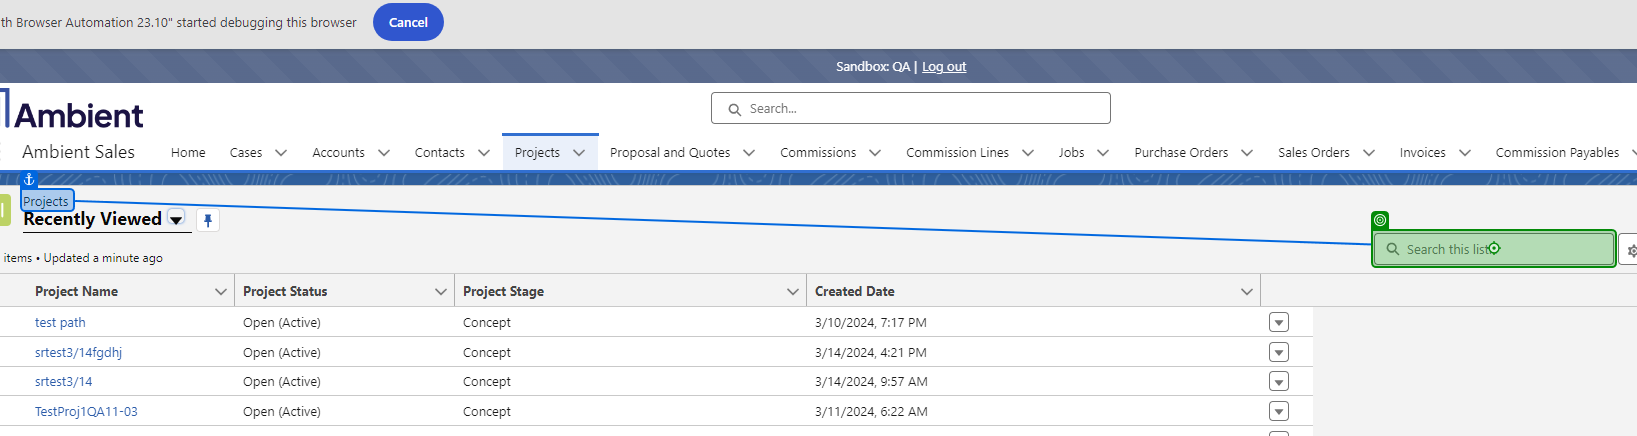 th Browser Automation 23.10" started debugging this browser Cancel
Sandbox: QA | Log out
Ambient
Search...
Ambient Sales Home Cases Accounts Contacts Projects Proposal and Quotes Commissions Commission Lines Jobs Purchase Orders Sales Orders Invoices Commission Payables
Projects
Recently Viewed
Search this list
items • Updated a minute ago
Project Name Project Status Project Stage Created Date
test path Open (Active) Concept 3/10/2024, 7:17 PM
srtest3/14fgdhj Open (Active) Concept 3/14/2024, 4:21 PM
srtest3/14 Open (Active) Concept 3/14/2024, 9:57 AM
TestProj1QA11-03 Open (Active) Concept 3/11/2024, 6:22 AM